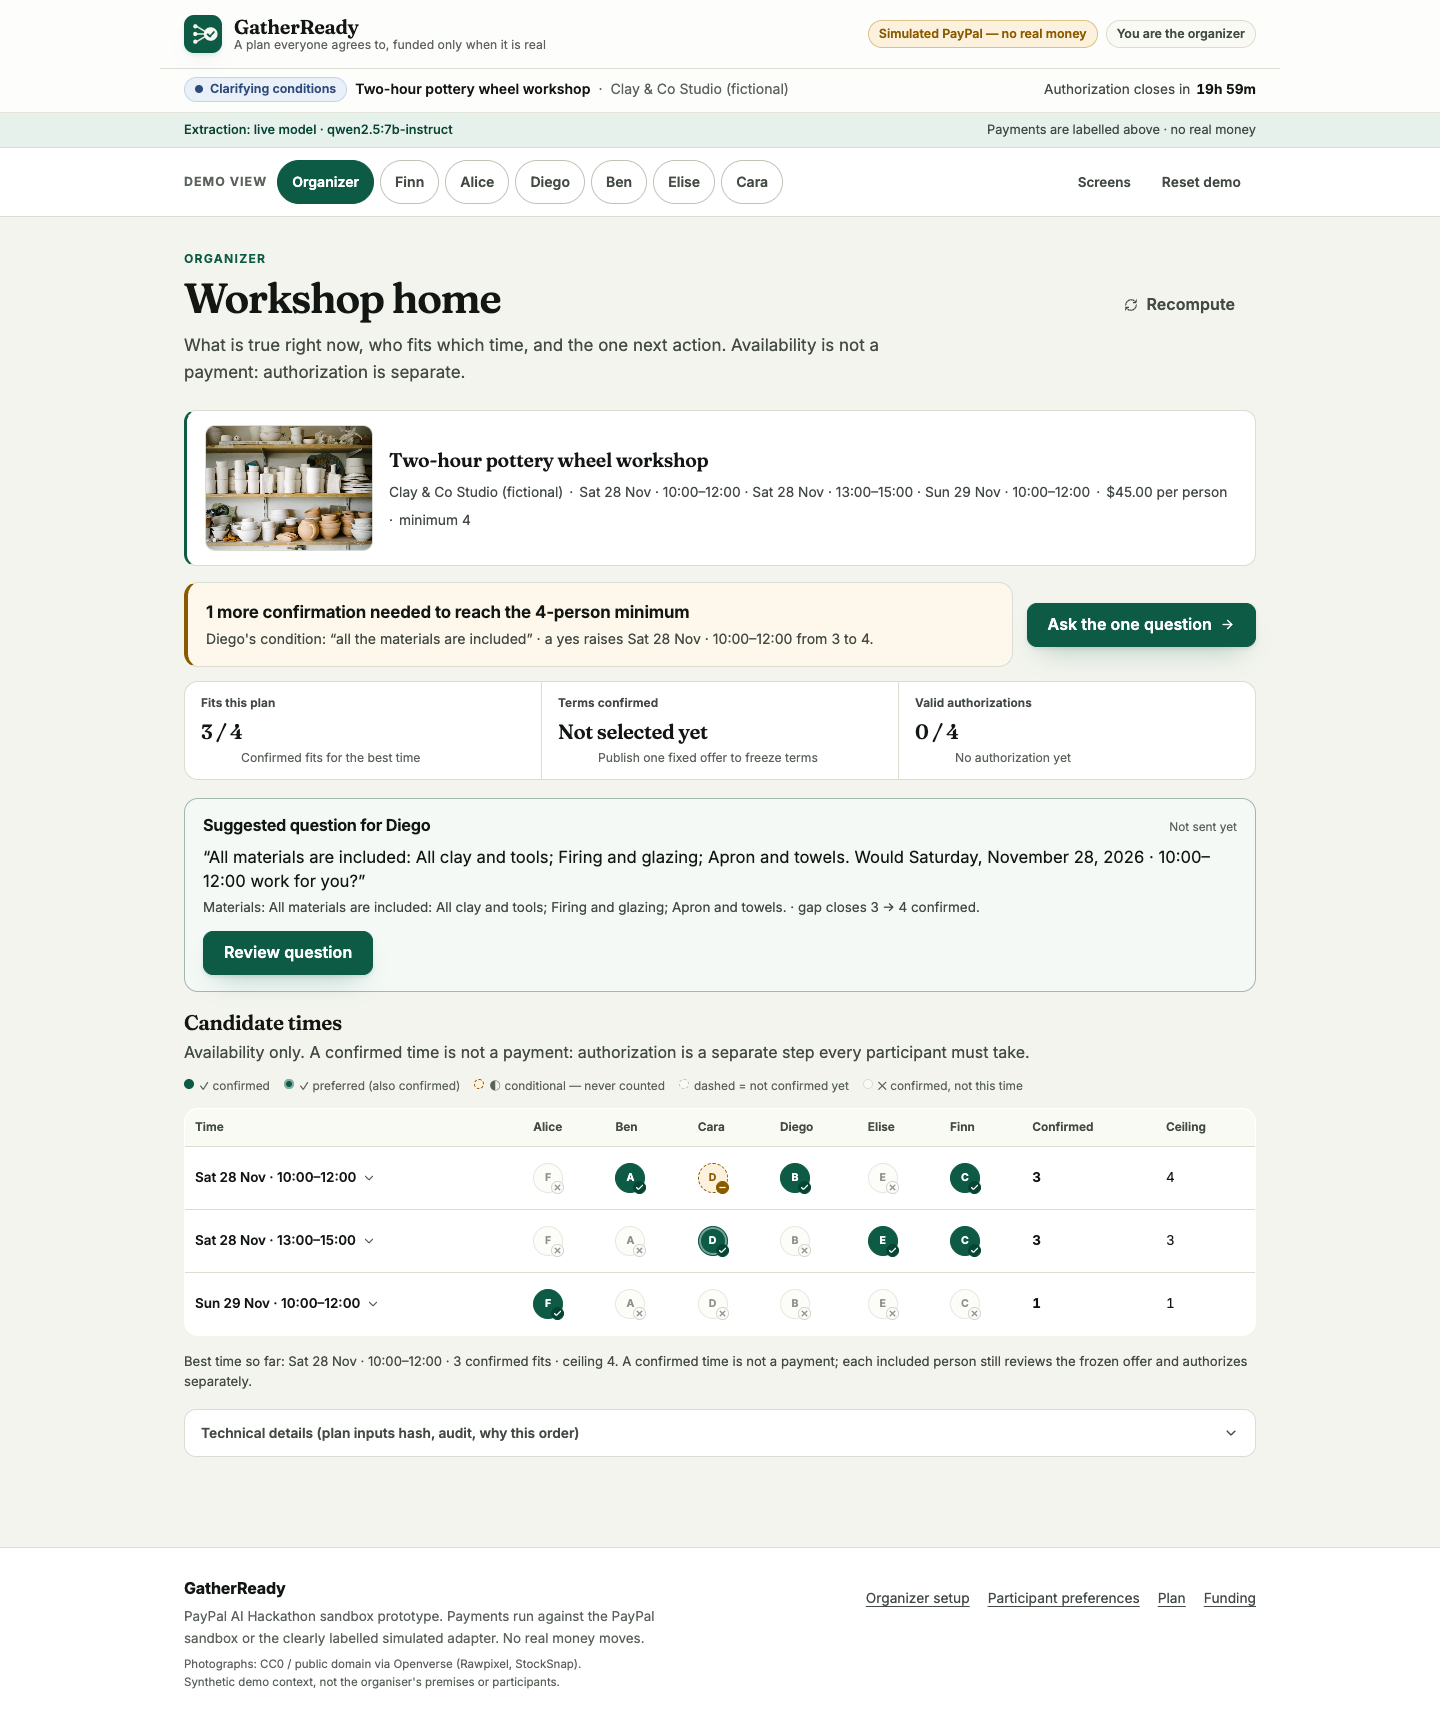 GatherReady
A plan everyone agrees to, funded only when it is real
Simulated PayPal — no real money
You are the organizer
Clarifying conditions
Two-hour pottery wheel workshop · Clay & Co Studio (fictional)
Authorization closes in 19h 59m
Extraction: live model · qwen2.5:7b-instruct
Payments are labelled above · no real money
DEMO VIEW
Organizer
Finn
Alice
Diego
Ben
Elise
Cara
Screens
Reset demo
ORGANIZER
Workshop home
Recompute
What is true right now, who fits which time, and the one next action. Availability is not a
payment: authorization is separate.
Two-hour pottery wheel workshop
Clay & Co Studio (fictional) · Sat 28 Nov · 10:00–12:00 · Sat 28 Nov · 13:00–15:00 · Sun 29 Nov · 10:00–12:00 · $45.00 per person
· minimum 4
1 more confirmation needed to reach the 4-person minimum
Diego's condition: “all the materials are included” · a yes raises Sat 28 Nov · 10:00–12:00 from 3 to 4.
Ask the one question →
Fits this plan
3 / 4
Confirmed fits for the best time
Terms confirmed
Not selected yet
Publish one fixed offer to freeze terms
Valid authorizations
0 / 4
No authorization yet
Suggested question for Diego
Not sent yet
“All materials are included: All clay and tools; Firing and glazing; Apron and towels. Would Saturday, November 28, 2026 · 10:00–
12:00 work for you?”
Materials: All materials are included: All clay and tools; Firing and glazing; Apron and towels. · gap closes 3 → 4 confirmed.
Review question
Candidate times
Availability only. A confirmed time is not a payment: authorization is a separate step every participant must take.
✓ confirmed ✓ preferred (also confirmed) ◐ conditional — never counted dashed = not confirmed yet ✕ confirmed, not this time
Time Alice Ben Cara Diego Elise Finn Confirmed Ceiling
Sat 28 Nov · 10:00–12:00 F A D B E C 3 4
Sat 28 Nov · 13:00–15:00 F A D B E C 3 3
Sun 29 Nov · 10:00–12:00 F A D B E C 1 1
Best time so far: Sat 28 Nov · 10:00–12:00 · 3 confirmed fits · ceiling 4. A confirmed time is not a payment; each included person still reviews the frozen offer and authorizes
separately.
Technical details (plan inputs hash, audit, why this order)
GatherReady
PayPal AI Hackathon sandbox prototype. Payments run against the PayPal
sandbox or the clearly labelled simulated adapter. No real money moves.
Photographs: CC0 / public domain via Openverse (Rawpixel, StockSnap).
Synthetic demo context, not the organiser's premises or participants.
Organizer setup
Participant preferences
Plan
Funding